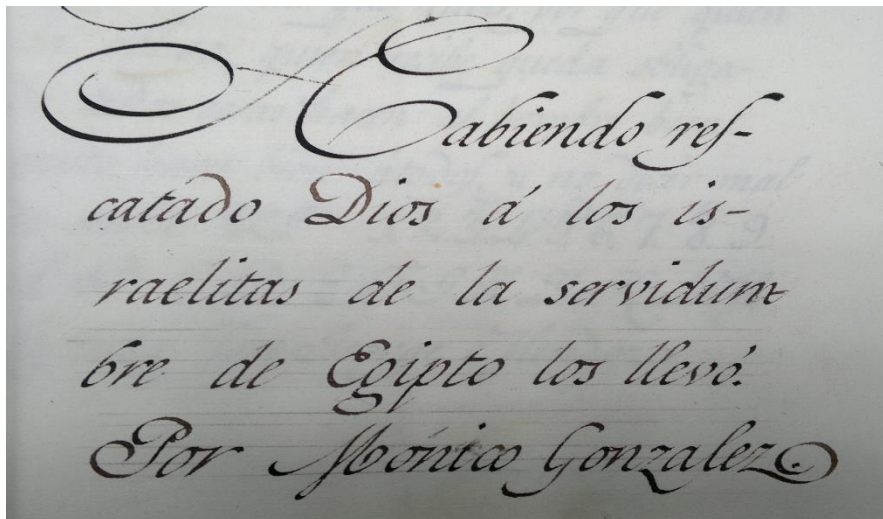 Habiendo res-
catado Dios á los is-
raelitas de la servidum
bre de Egipto los llevó.
Por Mónico Gonzalez.